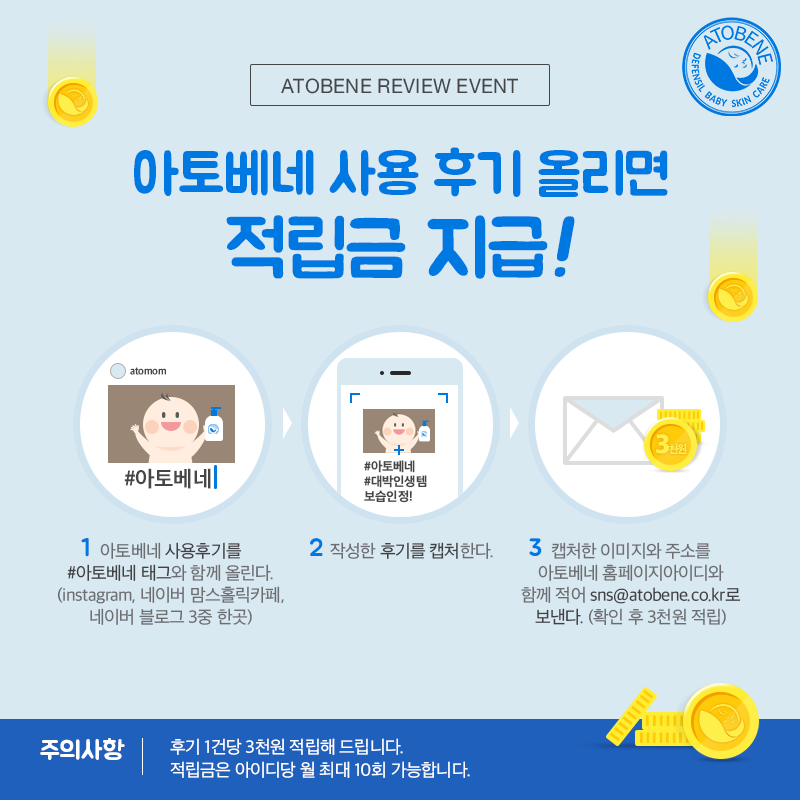 ATOBENE
DEFENSIL BABY SKIN CARE
ATOBENE REVIEW EVENT
아토베네 사용 후기 올리면
적립금 지급!
atomom
#아토베네
#아토베네
#대박인생템
보습인정!
3천원
1 아토베네 사용후기를
#아토베네 태그와 함께 올린다.
(instagram, 네이버 맘스홀릭카페,
네이버 블로그 3중 한곳)
2 작성한 후기를 캡처한다.
3 캡처한 이미지와 주소를
아토베네 홈페이지아이디와
함께 적어 sns@atobene.co.kr로
보낸다. (확인 후 3천원 적립)
주의사항
후기 1건당 3천원 적립해 드립니다.
적립금은 아이디당 월 최대 10회 가능합니다.